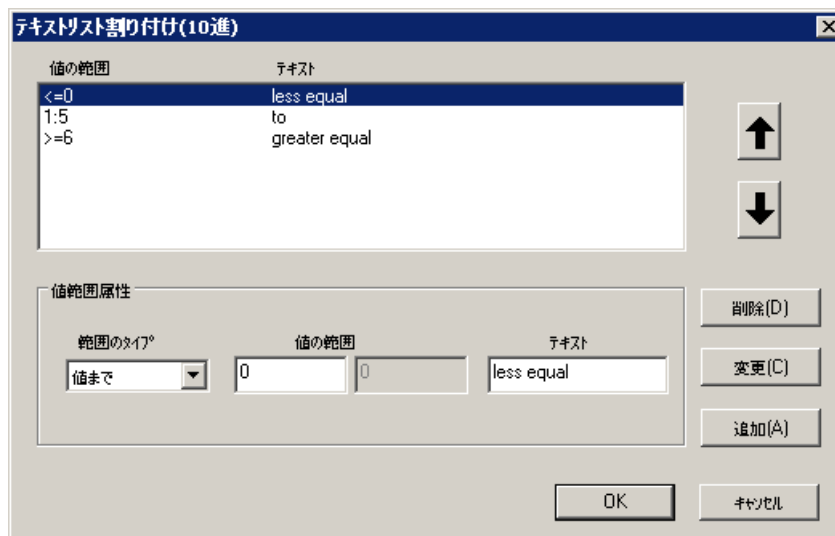 テキストリスト割り付け(10進)
値の範囲 テキスト
<=0 less equal
1:5 to
>=6 greater equal
値範囲属性
範囲のタイプ 値の範囲 テキスト
値まで 0 0 less equal
削除(D)
変更(C)
追加(A)
OK キャンセル